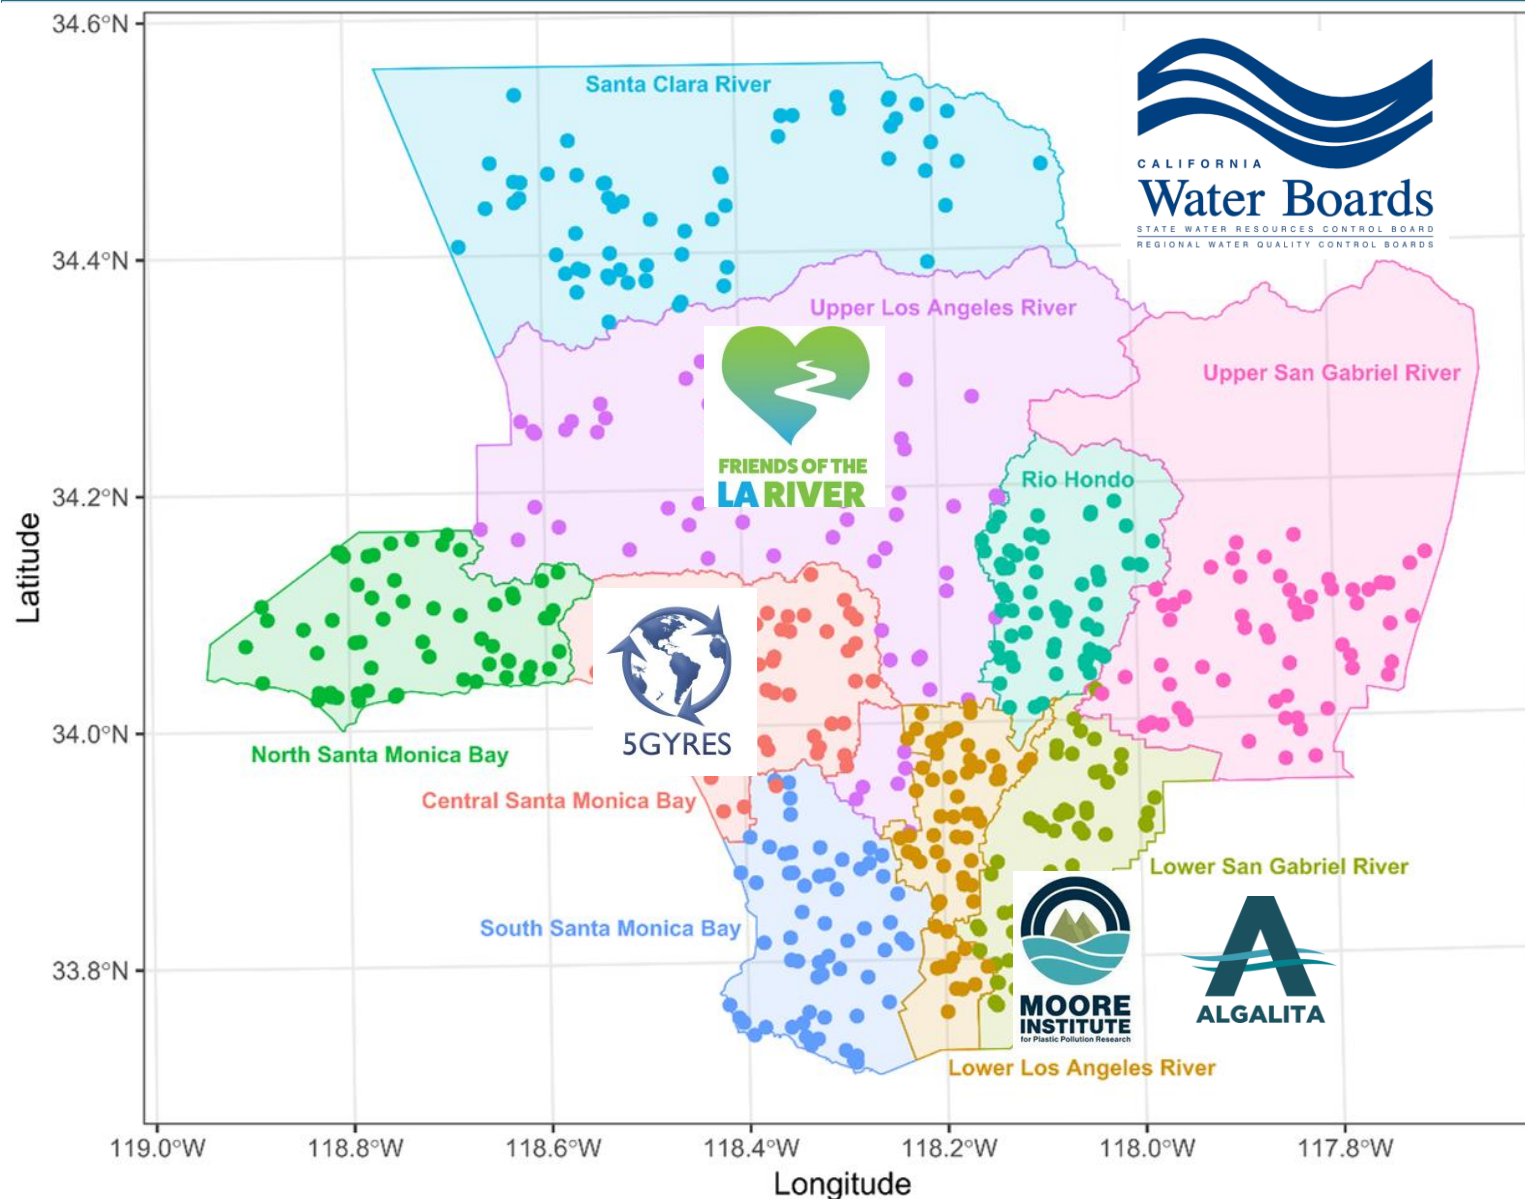 34.6°N
34.4°N
34.2°N
34.0°N
33.8°N
Latitude
Santa Clara River
CALIFORNIA
Water Boards
STATE WATER RESOURCES CONTROL BOARD
REGIONAL WATER QUALITY CONTROL BOARDS
Upper Los Angeles River
Upper San Gabriel River
FRIENDS OF THE
LA RIVER
Rio Hondo
5GYRES
North Santa Monica Bay
Central Santa Monica Bay
Lower San Gabriel River
South Santa Monica Bay
MOORE
INSTITUTE
for Plastic Pollution Research
ALGALITA
Lower Los Angeles River
119.0°W
118.8°W
118.6°W
118.4°W
118.2°W
118.0°W
117.8°W
Longitude